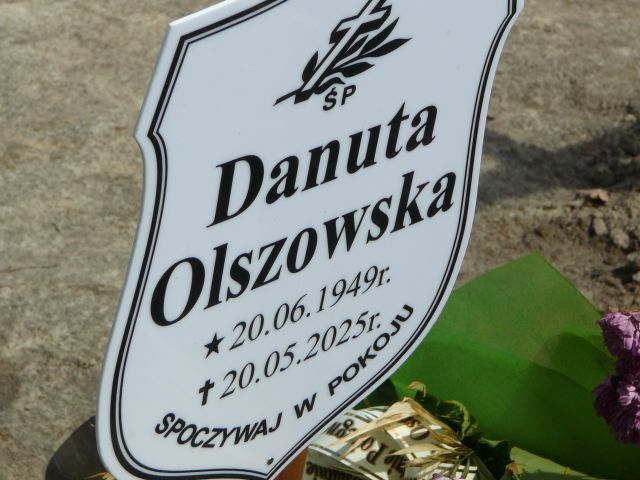 ŚP
Danuta
Olszowska
★ 20.06.1949r.
✝ 20.05.2025r.
SPOCZYWAJ W POKOJU